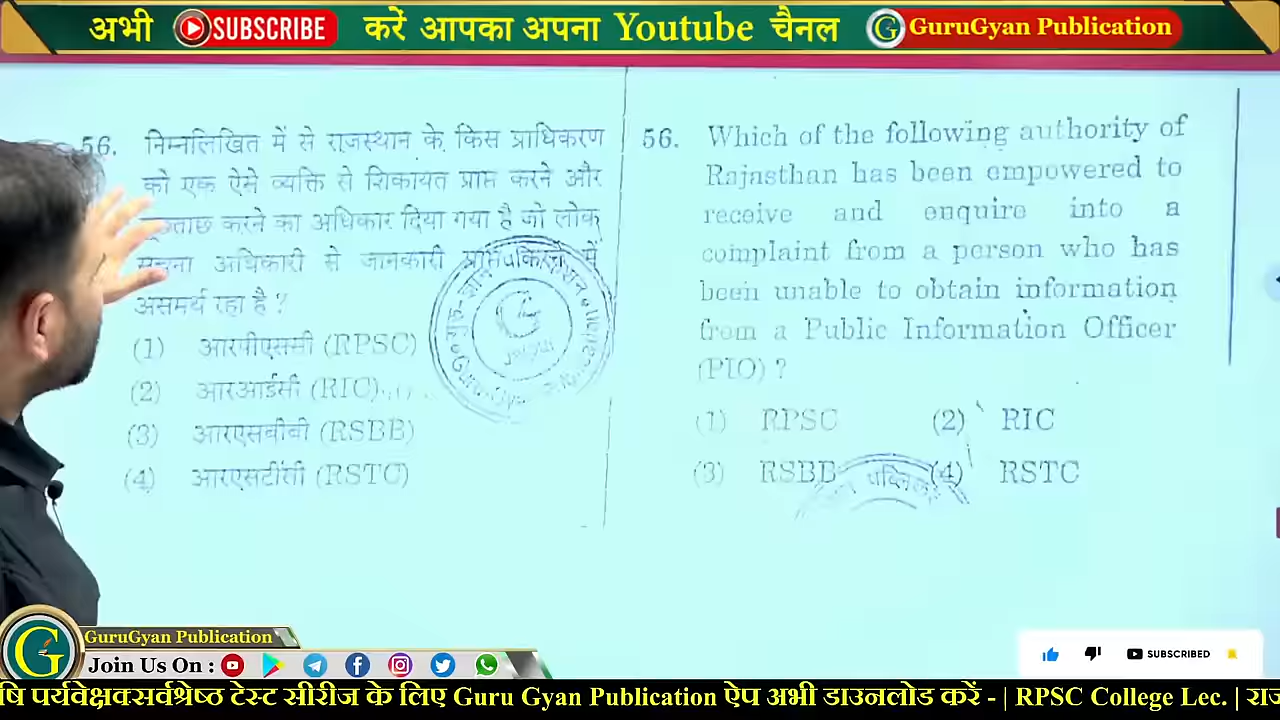 अभी SUBSCRIBE करें आपका अपना Youtube चैनल G GuruGyan Publication
56. निम्नलिखित में से राजस्थान के किस प्राधिकरण
को एक ऐसे व्यक्ति से शिकायत प्राप्त करने और
करने का अधिकार दिया गया है जो लोक
सूचना अधिकारी से जानकारी प्राप्त करने में
असमर्थ रहा है ?
(1) आरपीएससी (RPSC)
(2) आरआईसी (RIC)
(3) आरएसबीबी (RSBB)
(4) आरएसटीसी (RSTC)
56. Which of the following authority of
Rajasthan has been empowered to
receive and enquire into a
complaint from a person who has
been unable to obtain information
from a Public Information Officer
(PIO) ?
(1) RPSC (2) RIC
(3) RSBB (4) RSTC
G GuruGyan Publication
Join Us On :
SUBSCRIBED
षि पर्यवेक्षक सर्वश्रेष्ठ टेस्ट सीरीज के लिए Guru Gyan Publication ऐप अभी डाउनलोड करें - | RPSC College Lec. | राज